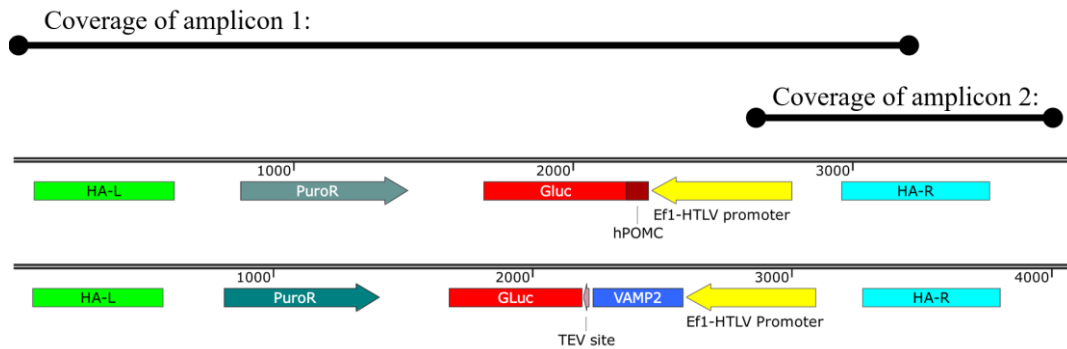 Coverage of amplicon 1:
Coverage of amplicon 2:
1000 2000 3000
HA-L PuroR Gluc HA-R
Ef1-HTLV promoter
hPOMC
1000 2000 3000 4000
HA-L PuroR GLuc VAMP2 HA-R
Ef1-HTLV Promoter
TEV site